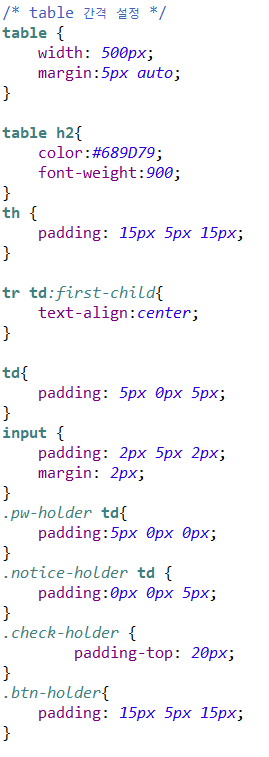 /* table 간격 설정 */
table {
    width: 500px;
    margin:5px auto;
}

table h2{
    color:#689D79;
    font-weight:900;
}
th {
    padding: 15px 5px 15px;
}

tr td:first-child{
    text-align:center;
}

td{
    padding: 5px 0px 5px;
}
input {
    padding: 2px 5px 2px;
    margin: 2px;
}
.pw-holder td{
    padding:5px 0px 0px;
}
.notice-holder td {
    padding:0px 0px 5px;
}
.check-holder {
        padding-top: 20px;
}
.btn-holder{
    padding: 15px 5px 15px;
}